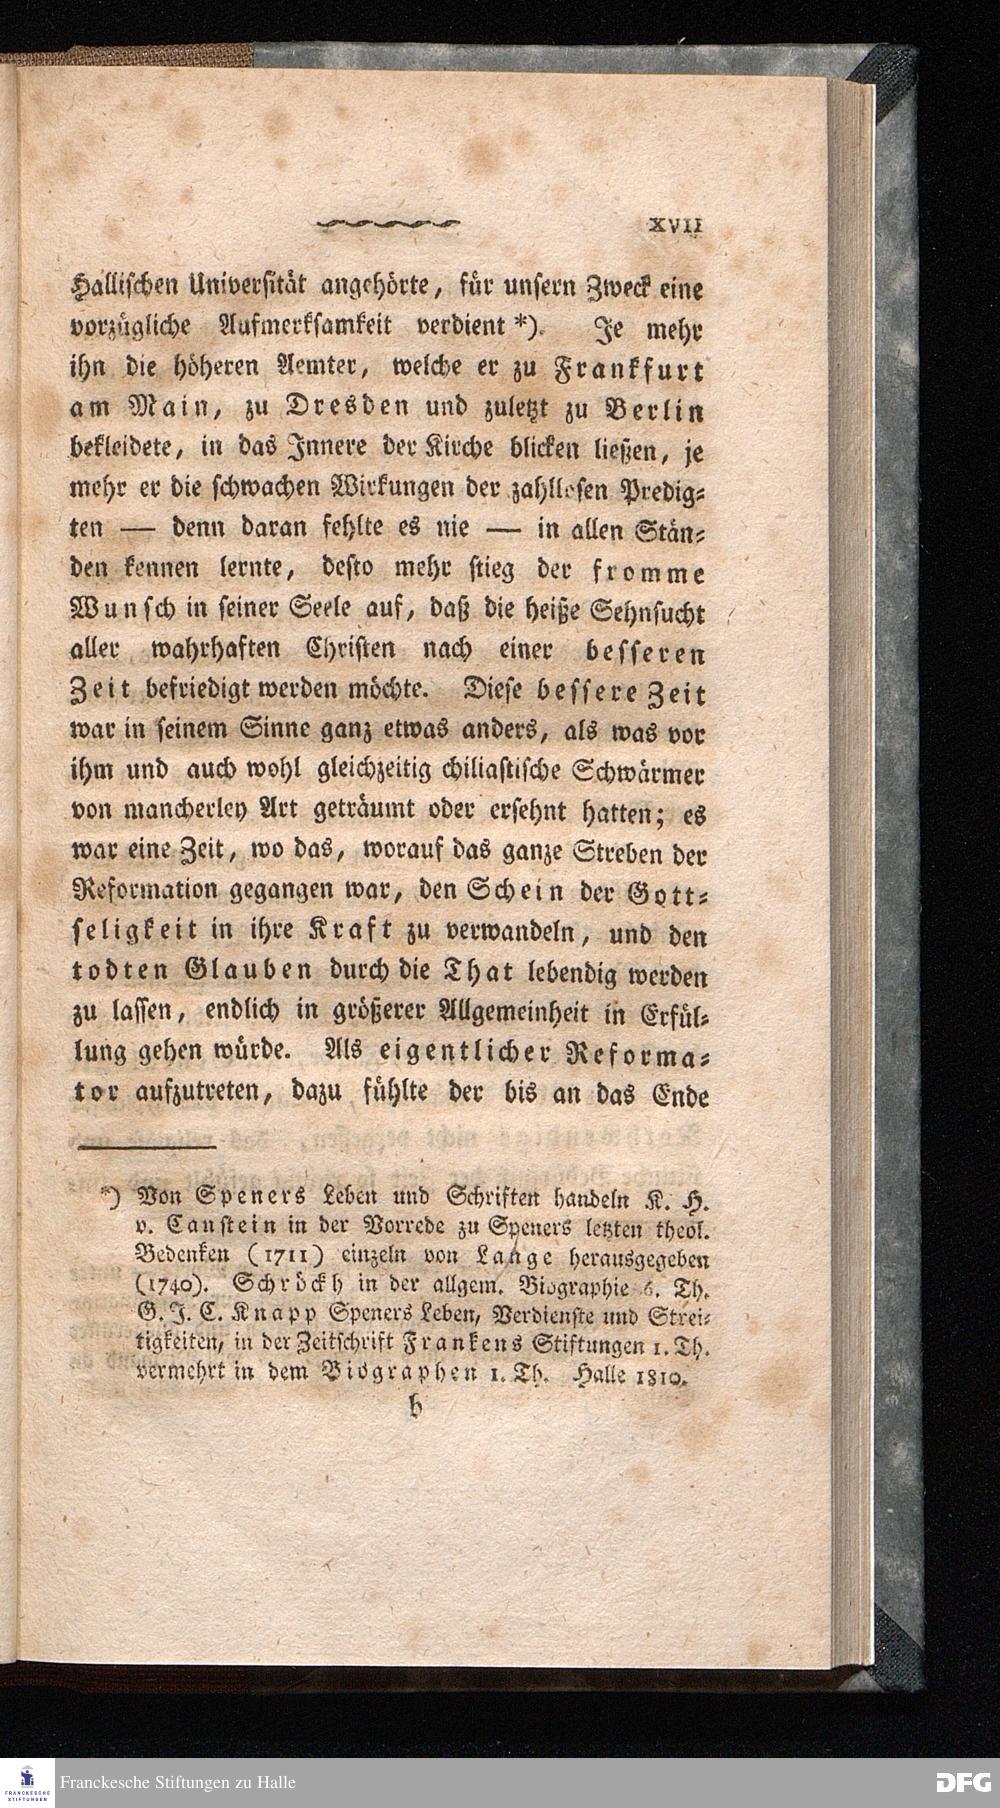 XVII
Hallischen Universität angehörte, für unsern Zweck eine
vorzügliche Aufmerksamkeit verdient *). Je mehr
ihn die höheren Aemter, welche er zu Frankfurt
am Main, zu Dresden und zuletzt zu Berlin
bekleidete, in das Innere der Kirche blicken ließen, je
mehr er die schwachen Wirkungen der zahllosen Predig-
ten — denn daran fehlte es nie — in allen Stän-
den kennen lernte, desto mehr stieg der fromme
Wunsch in seiner Seele auf, daß die heiße Sehnsucht
aller wahrhaften Christen nach einer besseren
Zeit befriedigt werden möchte. Diese bessere Zeit
war in seinem Sinne ganz etwas anders, als was vor
ihm und auch wohl gleichzeitig chiliastische Schwärmer
von mancherley Art geträumt oder ersehnt hatten; es
war eine Zeit, wo das, worauf das ganze Streben der
Reformation gegangen war, den Schein der Gott-
seligkeit in ihre Kraft zu verwandeln, und den
todten Glauben durch die That lebendig werden
zu lassen, endlich in größerer Allgemeinheit in Erfül-
lung gehen würde. Als eigentlicher Reforma-
tor aufzutreten, dazu fühlte der bis an das Ende
*) Von Speners Leben und Schriften handeln K. H.
v. Canstein in der Vorrede zu Speners letzten theol.
Bedenken (1711) einzeln von Lange herausgegeben
(1740). Schröckh in der allgem. Biographie 6. Th.
G. J. C. Knapp Speners Leben, Verdienste und Strei-
tigkeiten, in der Zeitschrift Frankens Stiftungen 1. Th.
vermehrt in dem Biographen 1. Th. Halle 1810.
b
FRANCKESCHE
STIFTUNGEN
Franckesche Stiftungen zu Halle
DFG